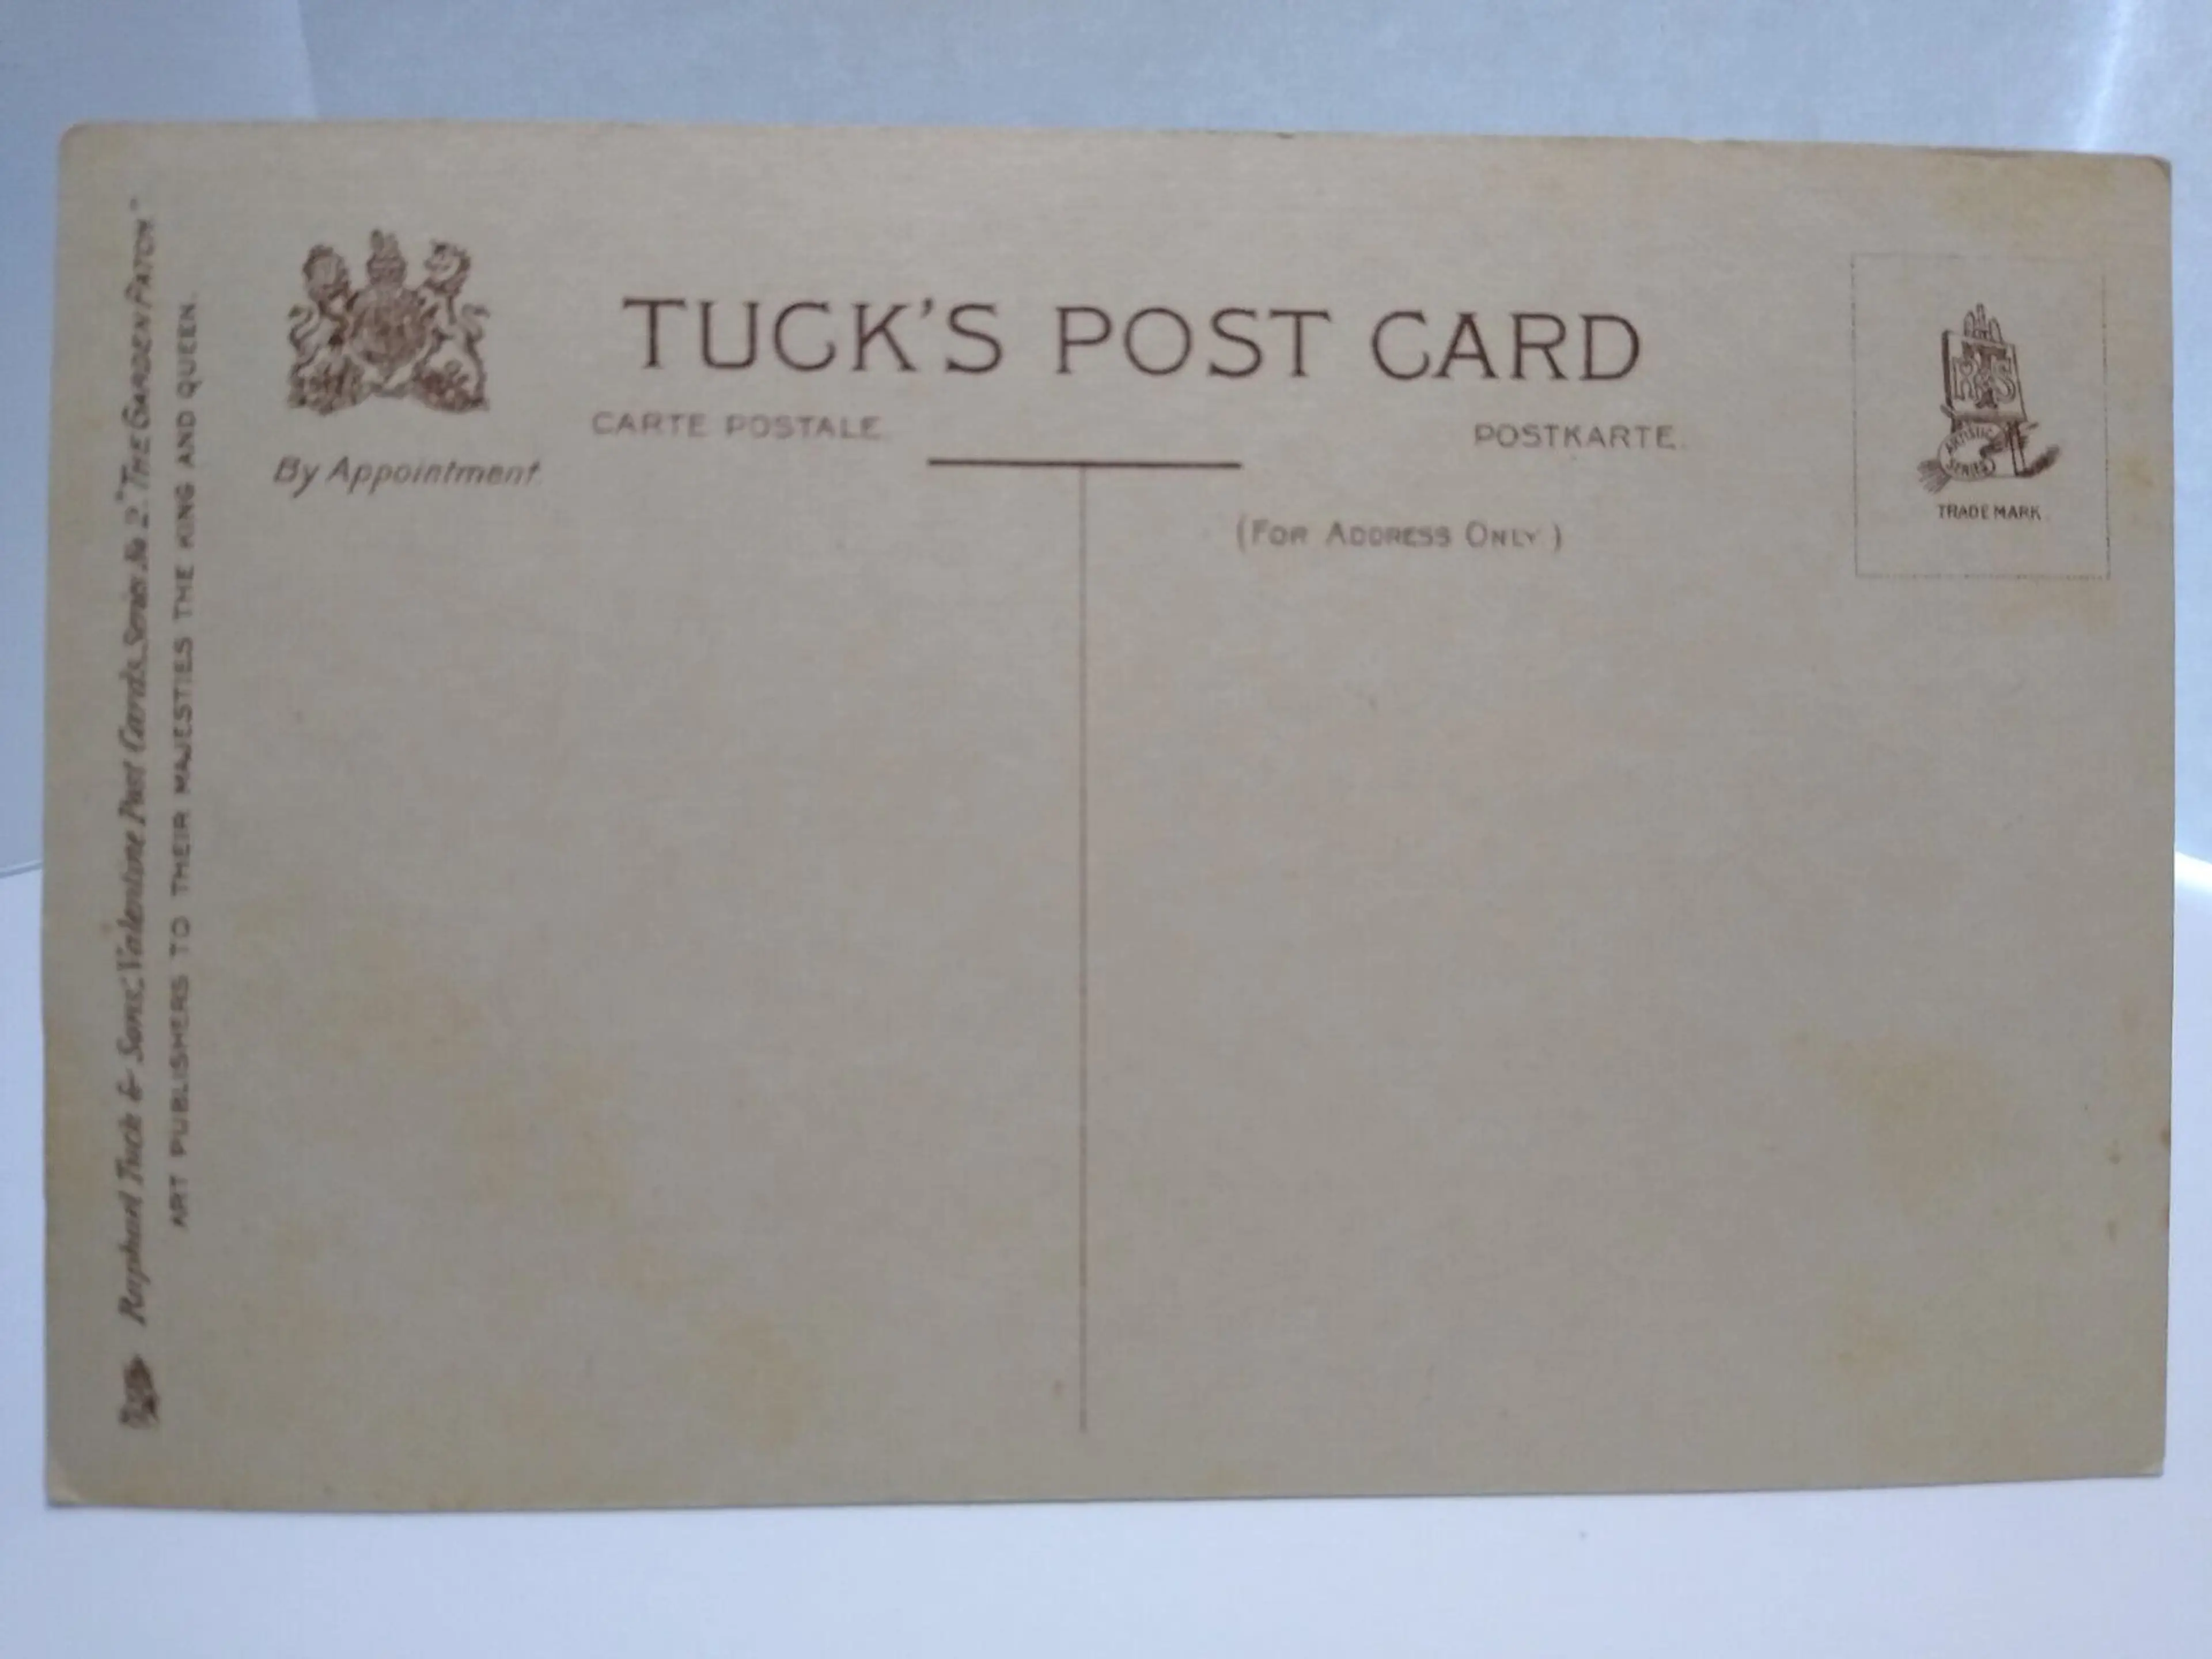 TUCK'S POST CARD
CARTE POSTALE
POSTKARTE.
By Appointment
(FOR ADDRESS ONLY)
R T & S
ARTISTIC
SERIES
TRADE MARK.
Raphael Tuck & Sons' "Valentine" Post Cards, Series No 2. "THE GARDEN PATCH"
ART PUBLISHERS TO THEIR MAJESTIES THE KING AND QUEEN.